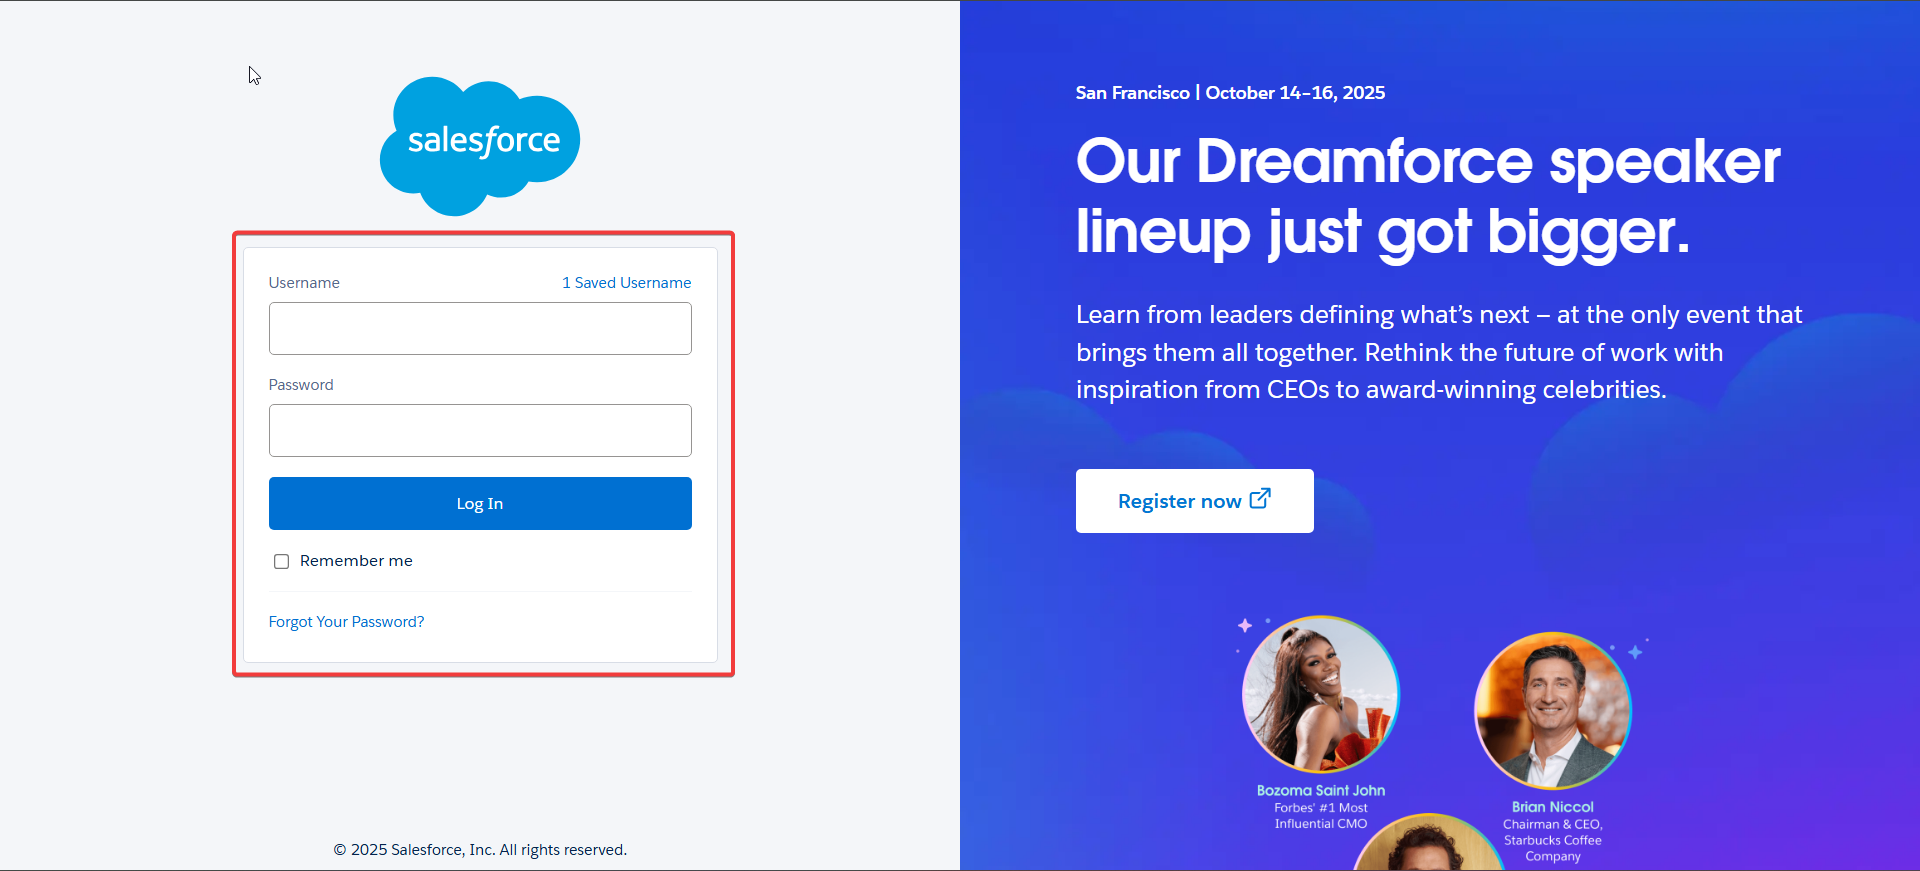 salesforce
Username
1 Saved Username
Password
Log In
Remember me
Forgot Your Password?
© 2025 Salesforce, Inc. All rights reserved.
San Francisco | October 14–16, 2025
Our Dreamforce speaker
lineup just got bigger.
Learn from leaders defining what’s next – at the only event that
brings them all together. Rethink the future of work with
inspiration from CEOs to award-winning celebrities.
Register now
Bozoma Saint John
Forbes' #1 Most
Influential CMO
Brian Niccol
Chairman & CEO,
Starbucks Coffee
Company